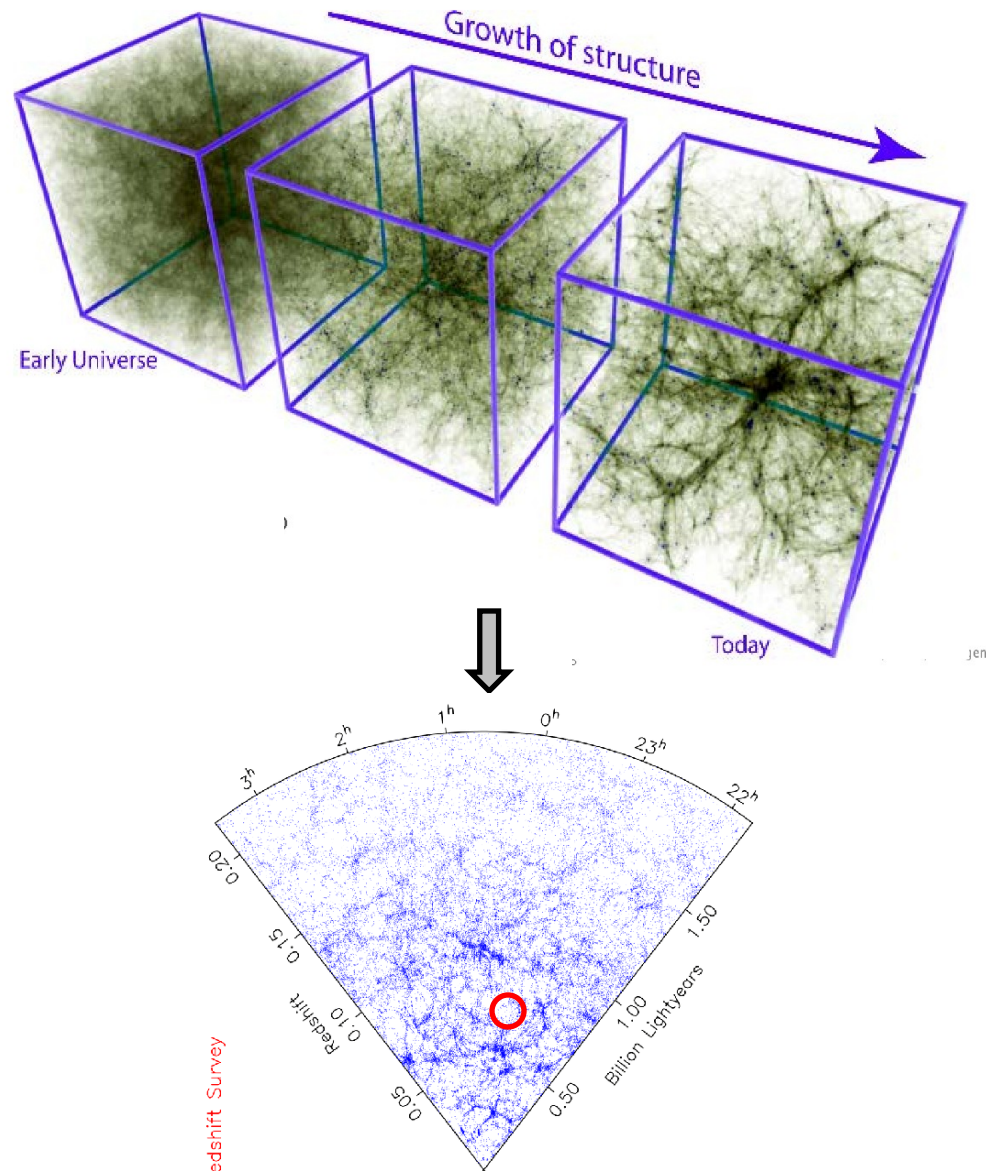 Growth of structure
Early Universe
)
Today
jen
3h
2h
1h
0h
23h
22h
0.20
0.15
0.10
0.05
Redshift
1.50
1.00
0.50
Billion Lightyears
edshift Survey